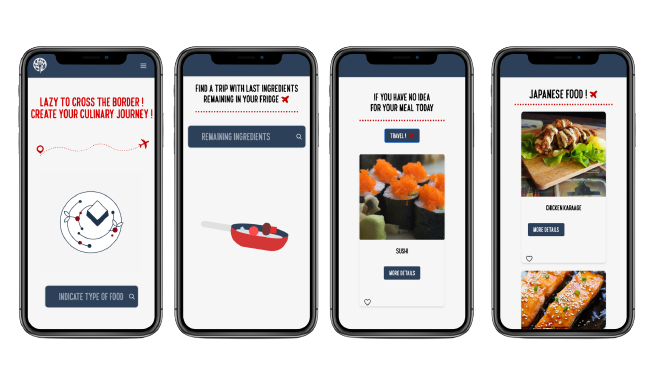 LAZY TO CROSS THE BORDER !
CREATE YOUR CULINARY JOURNEY !
INDICATE TYPE OF FOOD
FIND A TRIP WITH LAST INGREDIENTS
REMAINING IN YOUR FRIDGE
REMAINING INGREDIENTS
IF YOU HAVE NO IDEA
FOR YOUR MEAL TODAY
TRAVEL !
SUSHI
MORE DETAILS
JAPANESE FOOD !
CHICKEN KARAAGE
MORE DETAILS